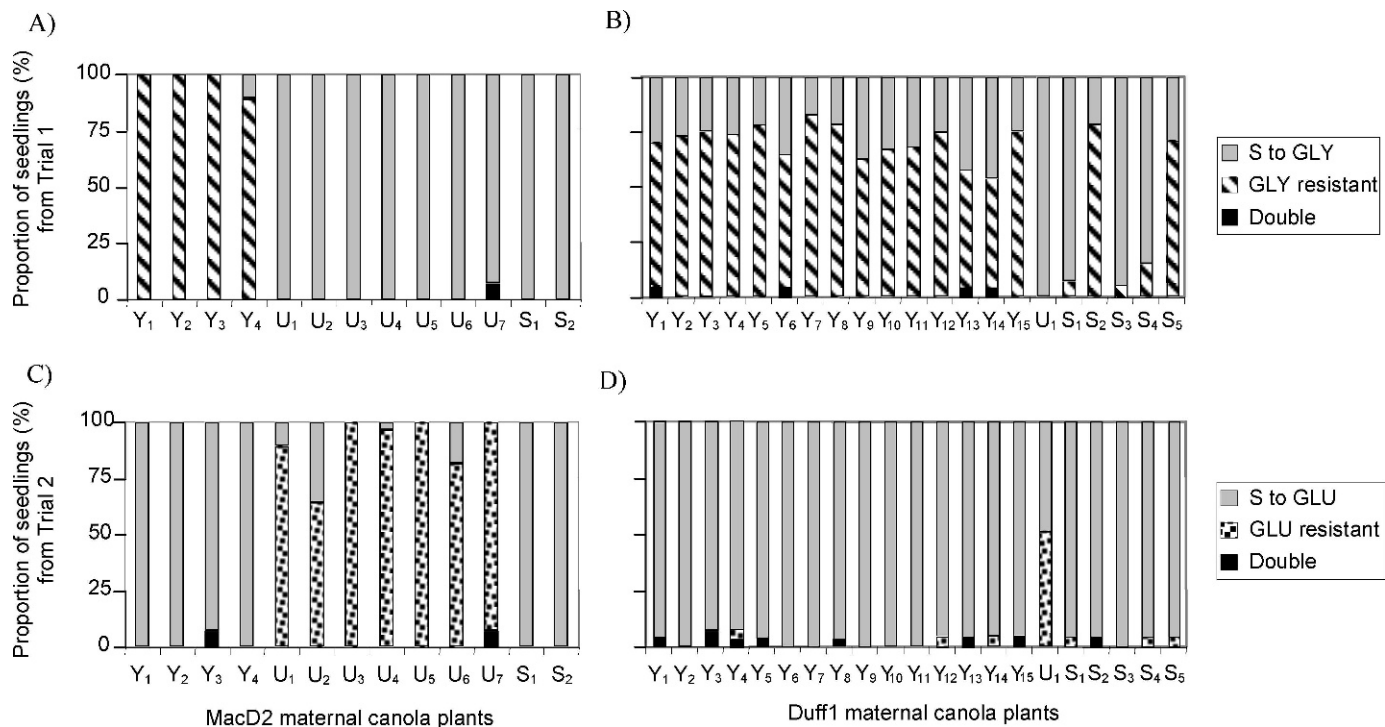 A)
B)
Proportion of seedlings (%)
from Trial 1
100
75
50
25
0
Y1 Y2 Y3 Y4 U1 U2 U3 U4 U5 U6 U7 S1 S2
Y1 Y2 Y3 Y4 Y5 Y6 Y7 Y8 Y9 Y10 Y11 Y12 Y13 Y14 Y15 U1 S1 S2 S3 S4 S5
S to GLY
GLY resistant
Double
C)
D)
Proportion of seedlings (%)
from Trial 2
100
75
50
25
0
Y1 Y2 Y3 Y4 U1 U2 U3 U4 U5 U6 U7 S1 S2
Y1 Y2 Y3 Y4 Y5 Y6 Y7 Y8 Y9 Y10 Y11 Y12 Y13 Y14 Y15 U1 S1 S2 S3 S4 S5
S to GLU
GLU resistant
Double
MacD2 maternal canola plants
Duff1 maternal canola plants